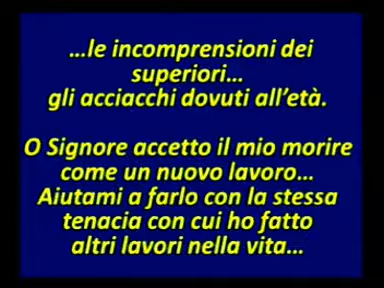 …le incomprensioni dei
superiori…
gli acciacchi dovuti all’età.
O Signore accetto il mio morire
come un nuovo lavoro…
Aiutami a farlo con la stessa
tenacia con cui ho fatto
altri lavori nella vita…